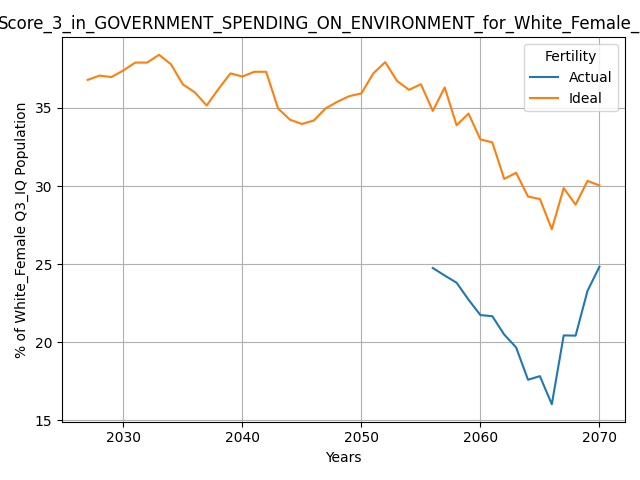 Score_3_in_GOVERNMENT_SPENDING_ON_ENVIRONMENT_for_White_Female_
Fertility
Actual
Ideal
% of White_Female Q3_IQ Population
35
30
25
20
15
2030 2040 2050 2060 2070
Years